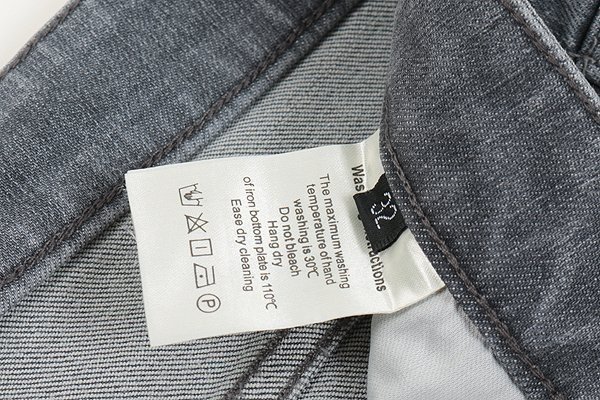 32
Was ctions
The maximum washing
temperature of hand
washing is 30℃
Do not bleach
Hang dry
of iron bottom plate is 110℃
Ease dry cleaning
P